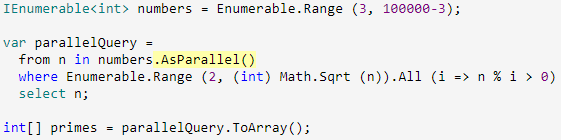 IEnumerable<int> numbers = Enumerable.Range (3, 100000-3);
var parallelQuery =
from n in numbers.AsParallel()
where Enumerable.Range (2, (int) Math.Sqrt (n)).All (i => n % i > 0)
select n;
int[] primes = parallelQuery.ToArray();